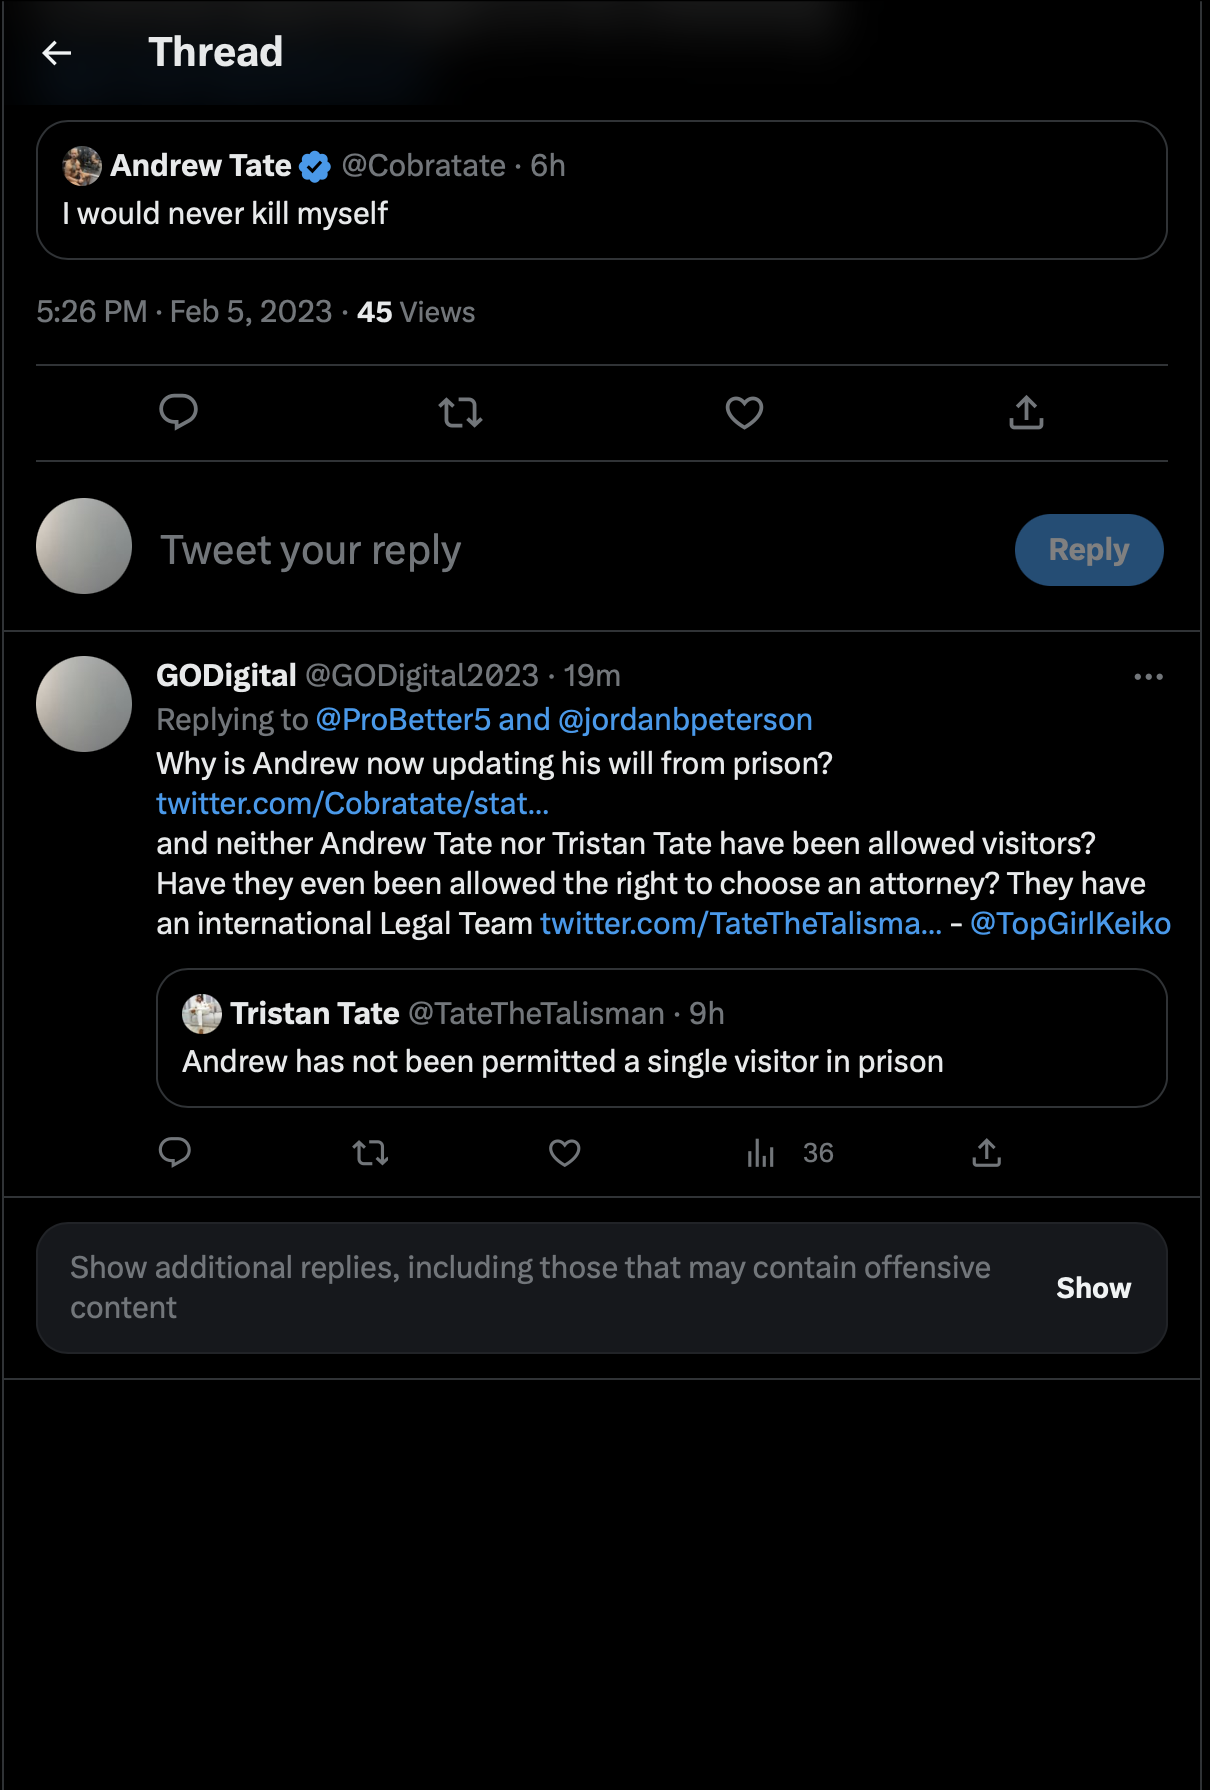 Thread
Andrew Tate @Cobratate · 6h
I would never kill myself
5:26 PM · Feb 5, 2023 · 45 Views
Tweet your reply
Reply
GODigital @GODigital2023 · 19m
Replying to @ProBetter5 and @jordanbpeterson
Why is Andrew now updating his will from prison?
twitter.com/Cobratate/stat…
and neither Andrew Tate nor Tristan Tate have been allowed visitors?
Have they even been allowed the right to choose an attorney? They have
an international Legal Team twitter.com/TateTheTalisma… - @TopGirlKeiko
Tristan Tate @TateTheTalisman · 9h
Andrew has not been permitted a single visitor in prison
36
Show additional replies, including those that may contain offensive
content
Show